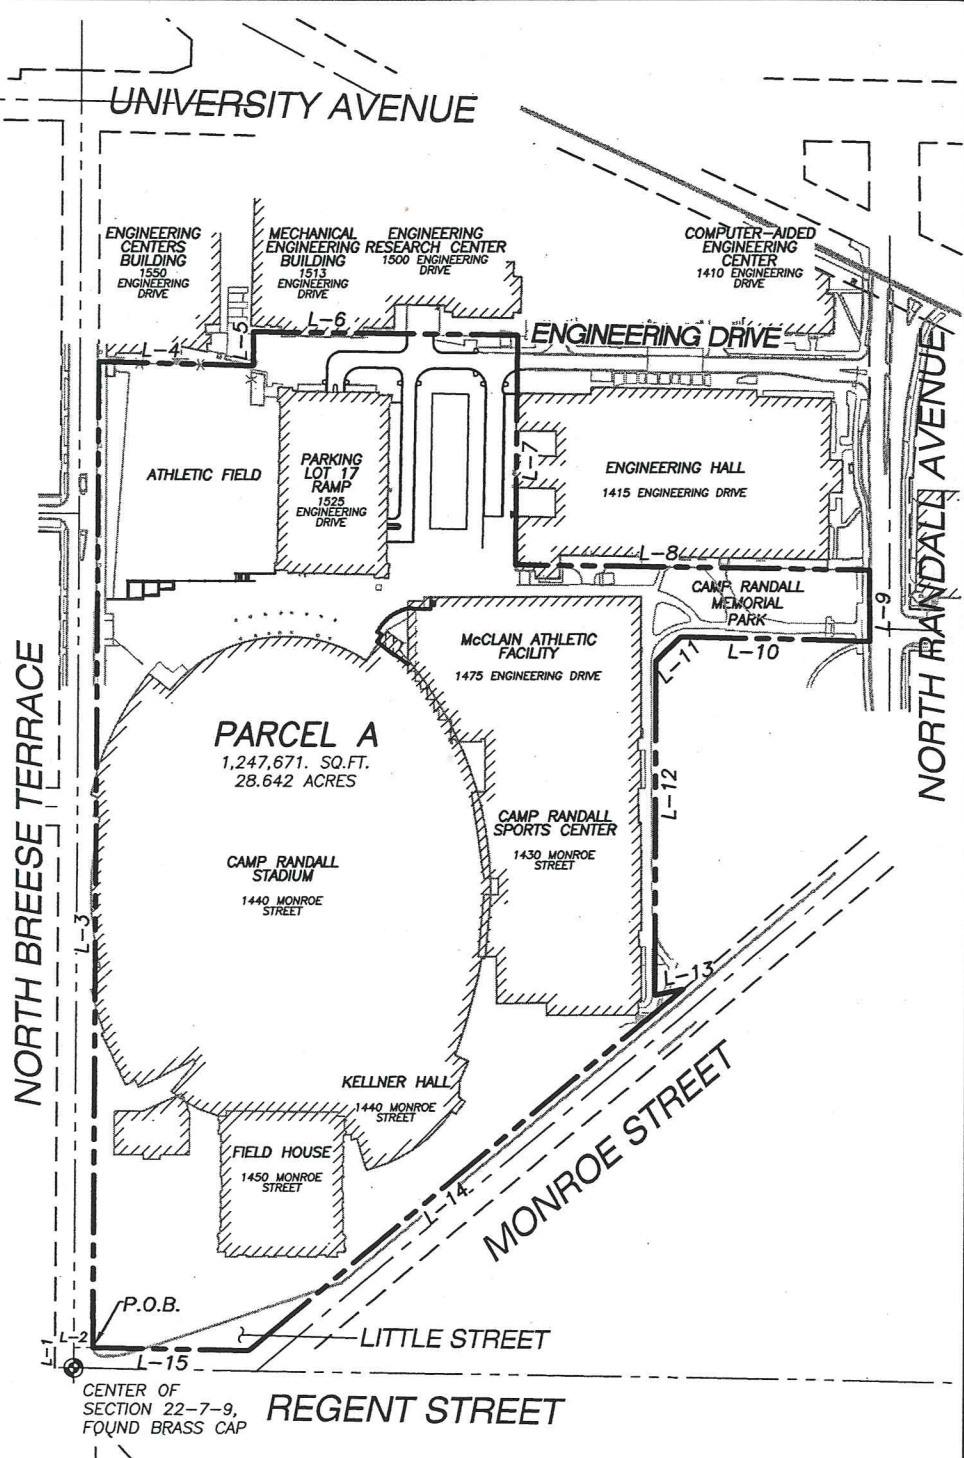 UNIVERSITY AVENUE
ENGINEERING
CENTERS
BUILDING
1550
ENGINEERING
DRIVE
MECHANICAL
ENGINEERING
BUILDING
1513
ENGINEERING
DRIVE
ENGINEERING
RESEARCH CENTER
1500 ENGINEERING
DRIVE
COMPUTER-AIDED
ENGINEERING
CENTER
1410 ENGINEERING
DRIVE
L-4
L-5
L-6
ENGINEERING DRIVE
L-7
ATHLETIC FIELD
PARKING
LOT 17
RAMP
1525
ENGINEERING
DRIVE
ENGINEERING HALL
1415 ENGINEERING DRIVE
NORTH RANDALL AVENUE
L-8
CAMP RANDALL
MEMORIAL
PARK
L-9
L-10
L-11
McCLAIN ATHLETIC
FACILITY
1475 ENGINEERING DRIVE
PARCEL A
1,247,671. SQ.FT.
28.642 ACRES
NORTH BREESE TERRACE
L-12
CAMP RANDALL
SPORTS CENTER
1430 MONROE
STREET
CAMP RANDALL
STADIUM
1440 MONROE
STREET
L-3
L-13
KELLNER HALL
1440 MONROE
STREET
FIELD HOUSE
1450 MONROE
STREET
L-14
MONROE STREET
P.O.B.
L-1
L-2
L-15
LITTLE STREET
CENTER OF
SECTION 22-7-9,
FOUND BRASS CAP
REGENT STREET